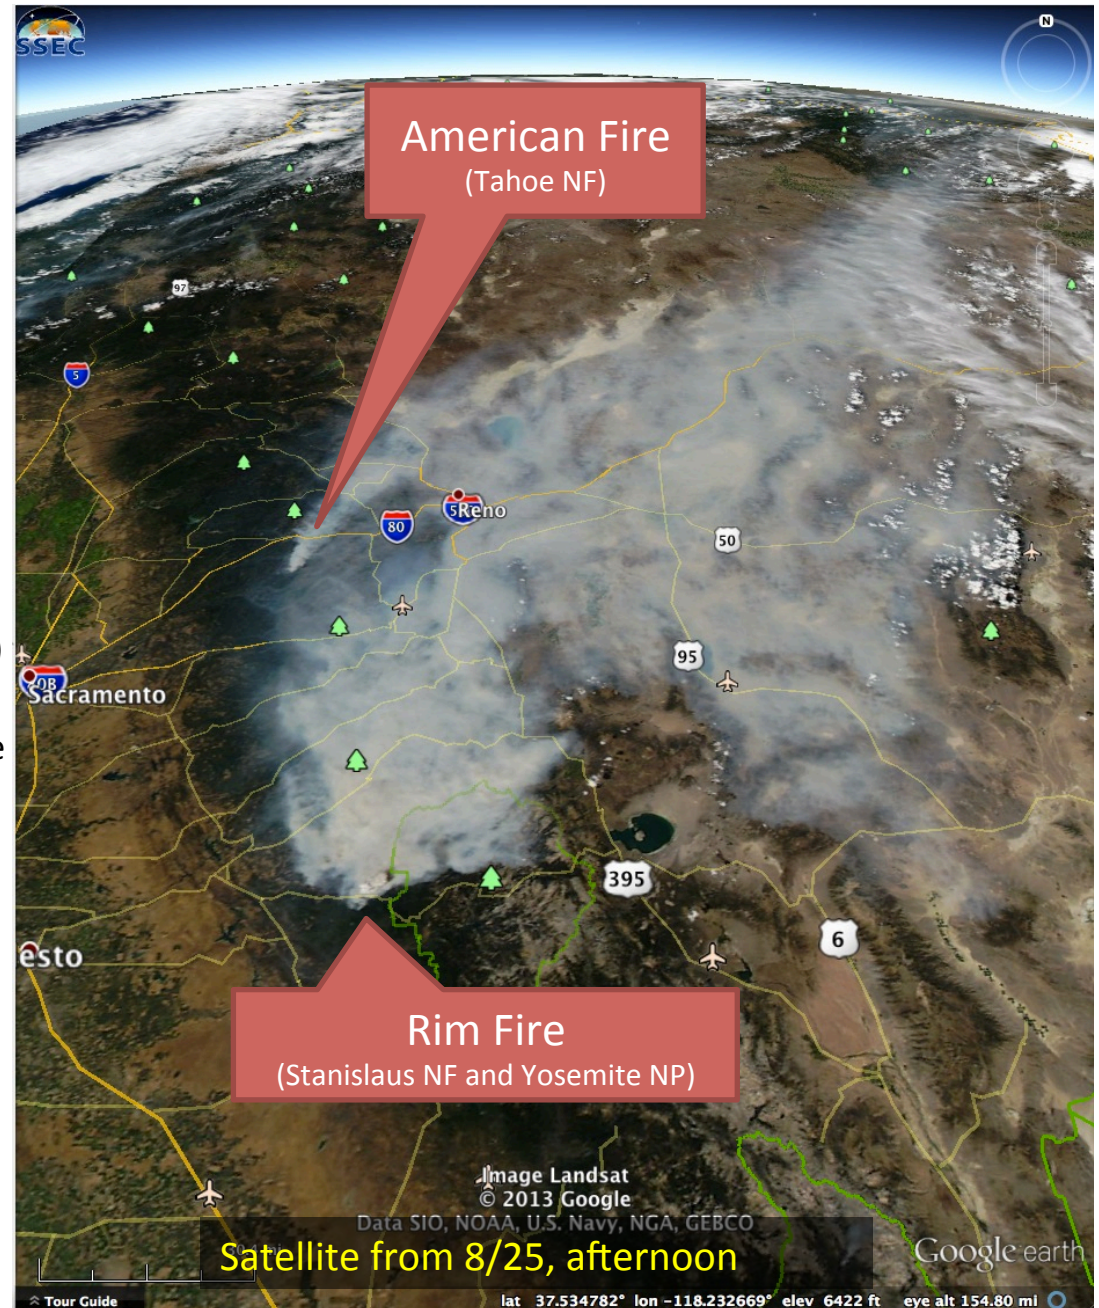 SSEC
N
American Fire
(Tahoe NF)
97
5
80
Reno
50
95
Sacramento
e
395
6
esto
Rim Fire
(Stanislaus NF and Yosemite NP)
Image Landsat
© 2013 Google
Data SIO, NOAA, U.S. Navy, NGA, GEBCO
Satellite from 8/25, afternoon
Google earth
Tour Guide
lat 37.534782° lon -118.232669° elev 6422 ft eye alt 154.80 mi